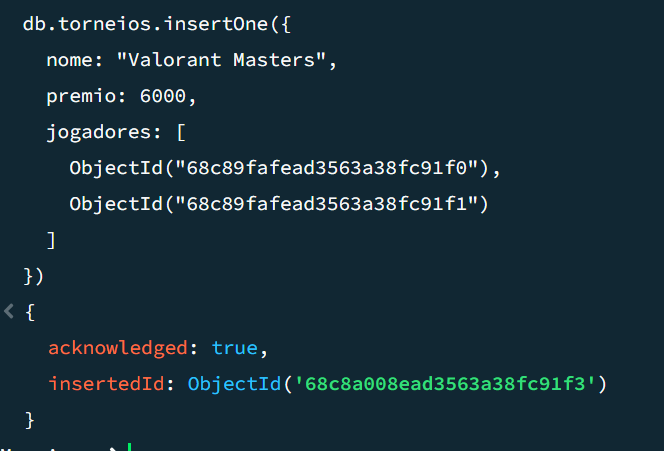 db.torneios.insertOne({
nome: "Valorant Masters",
premio: 6000,
jogadores: [
ObjectId("68c89fafead3563a38fc91f0"),
ObjectId("68c89fafead3563a38fc91f1")
]
})
{
acknowledged: true,
insertedId: ObjectId('68c8a008ead3563a38fc91f3')
}